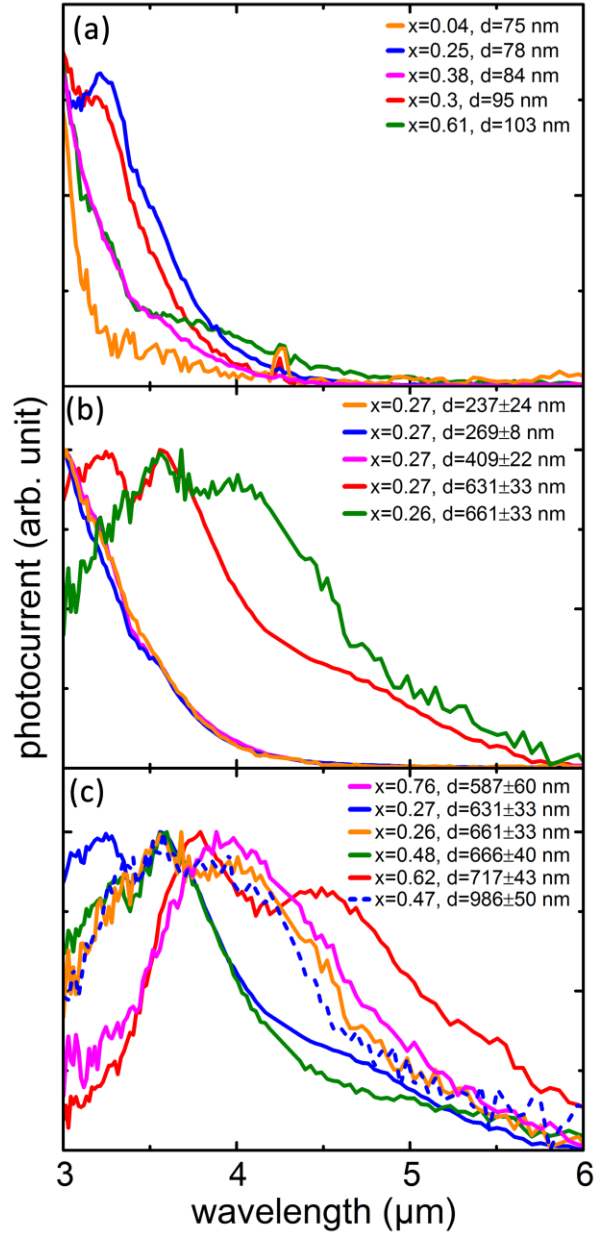 (a)
x=0.04, d=75 nm
x=0.25, d=78 nm
x=0.38, d=84 nm
x=0.3, d=95 nm
x=0.61, d=103 nm
(b)
x=0.27, d=237±24 nm
x=0.27, d=269±8 nm
x=0.27, d=409±22 nm
x=0.27, d=631±33 nm
x=0.26, d=661±33 nm
photocurrent (arb. unit)
(c)
x=0.76, d=587±60 nm
x=0.27, d=631±33 nm
x=0.26, d=661±33 nm
x=0.48, d=666±40 nm
x=0.62, d=717±43 nm
x=0.47, d=986±50 nm
3 4 5 6
wavelength (µm)